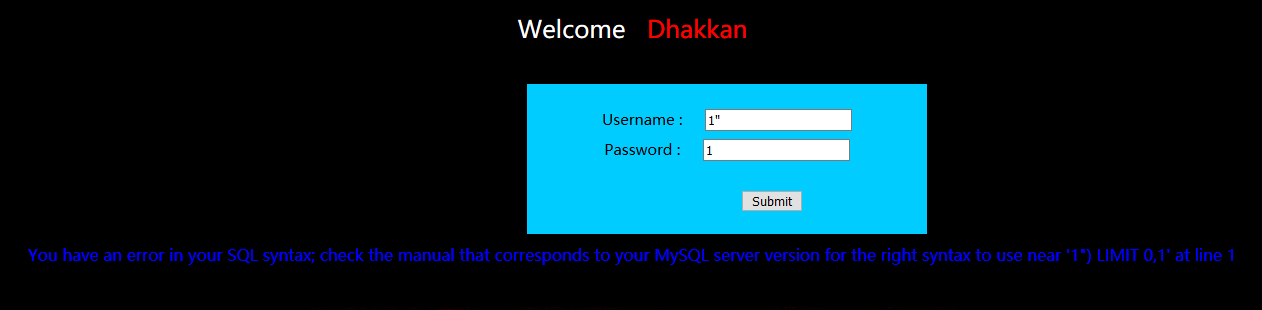 Welcome Dhakkan
Username : 1"
Password : 1
Submit
You have an error in your SQL syntax; check the manual that corresponds to your MySQL server version for the right syntax to use near '1") LIMIT 0,1' at line 1